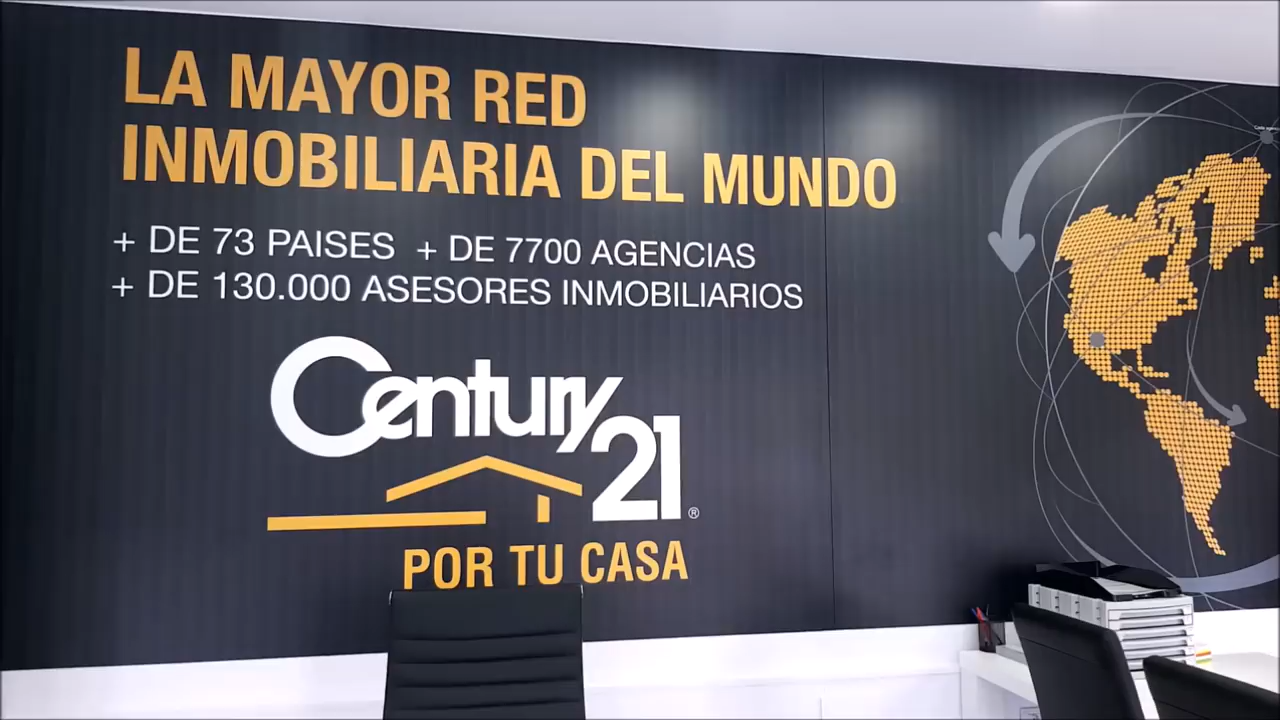 LA MAYOR RED
INMOBILIARIA DEL MUNDO
+ DE 73 PAISES + DE 7700 AGENCIAS
+ DE 130.000 ASESORES INMOBILIARIOS
Century
21®
POR TU CASA